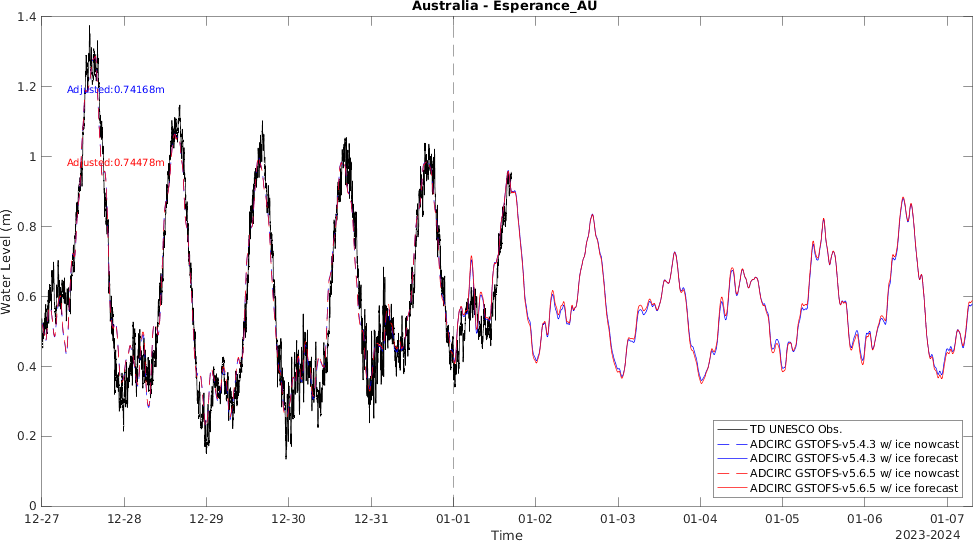 Australia - Esperance_AU
1.4
1.2
1
0.8
0.6
0.4
0.2
0
Water Level (m)
Adjusted:0.74168m
Adjusted:0.74478m
TD UNESCO Obs.
ADCIRC GSTOFS-v5.4.3 w/ ice nowcast
ADCIRC GSTOFS-v5.4.3 w/ ice forecast
ADCIRC GSTOFS-v5.6.5 w/ ice nowcast
ADCIRC GSTOFS-v5.6.5 w/ ice forecast
12-27 12-28 12-29 12-30 12-31 01-01 01-02 01-03 01-04 01-05 01-06 01-07
Time
2023-2024